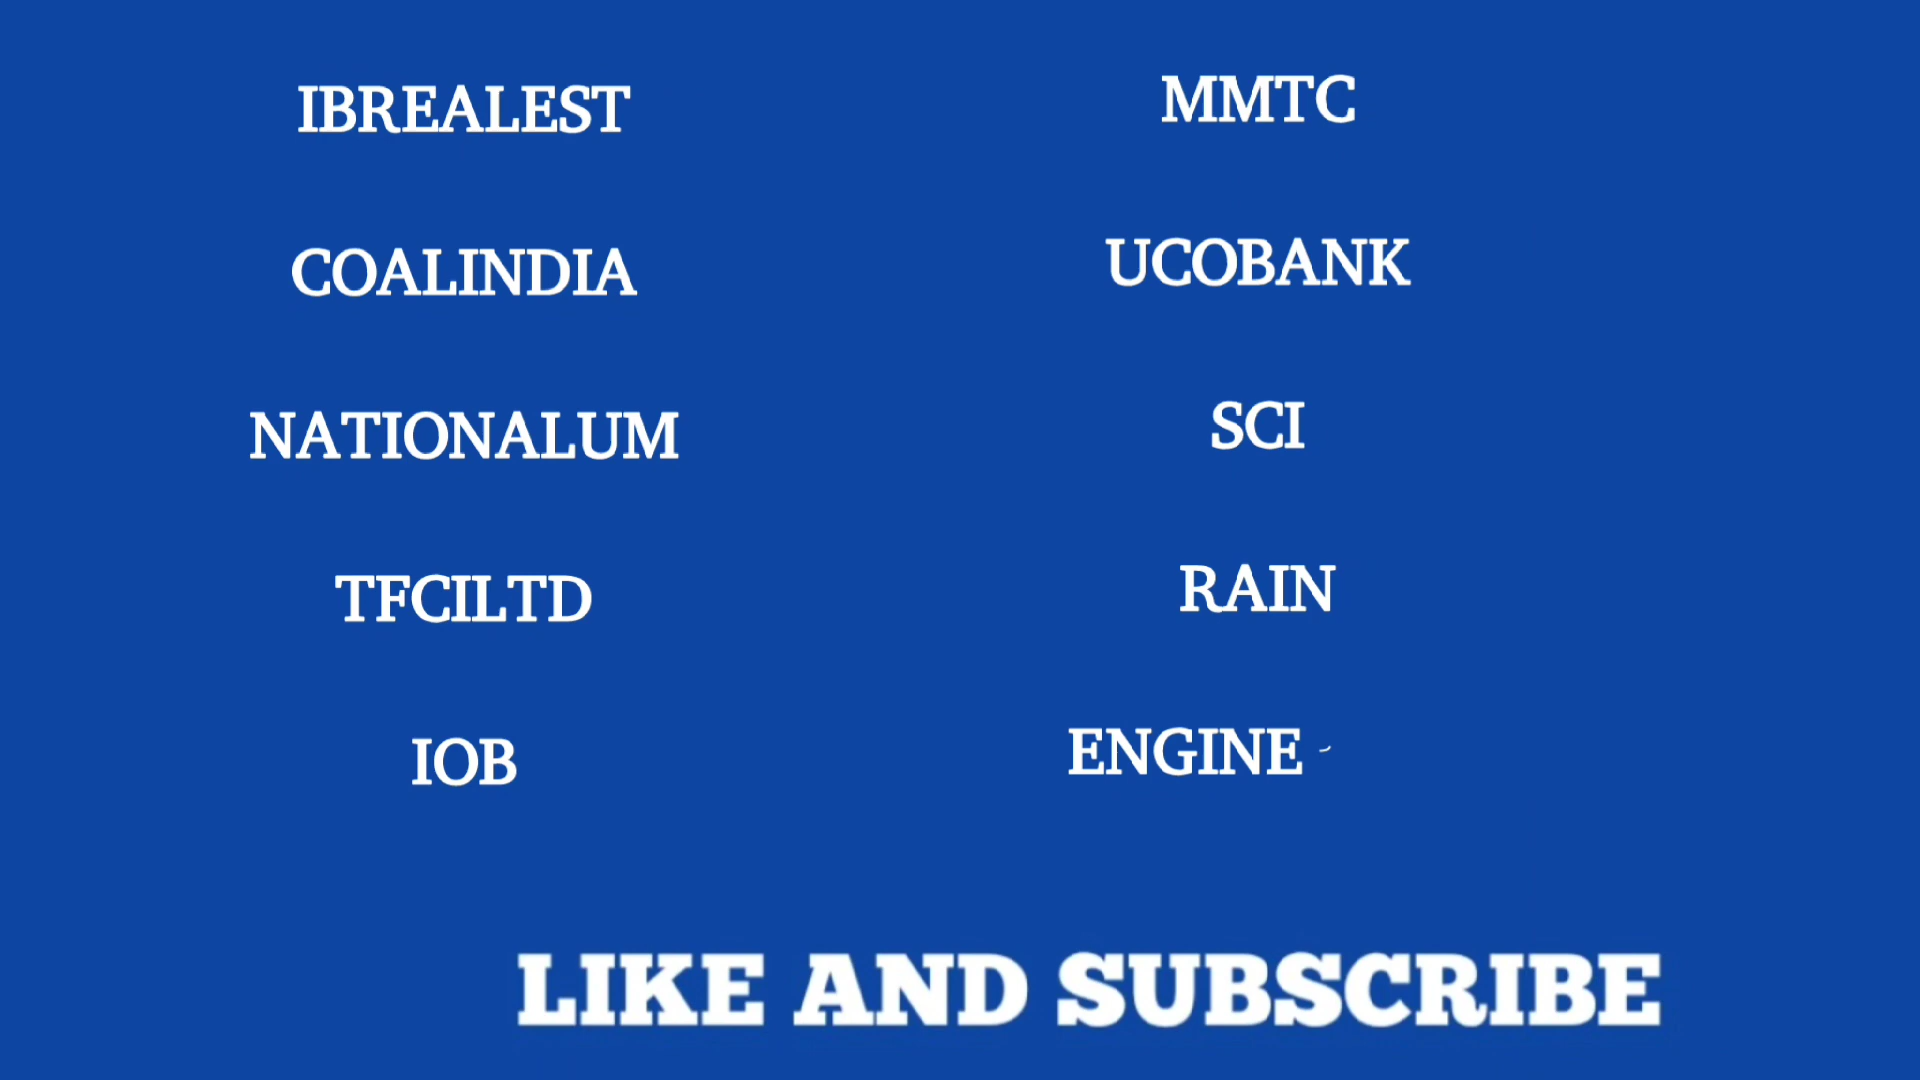 IBREALEST
COALINDIA
NATIONALUM
TFCILTD
IOB
MMTC
UCOBANK
SCI
RAIN
ENGINE
LIKE AND SUBSCRIBE